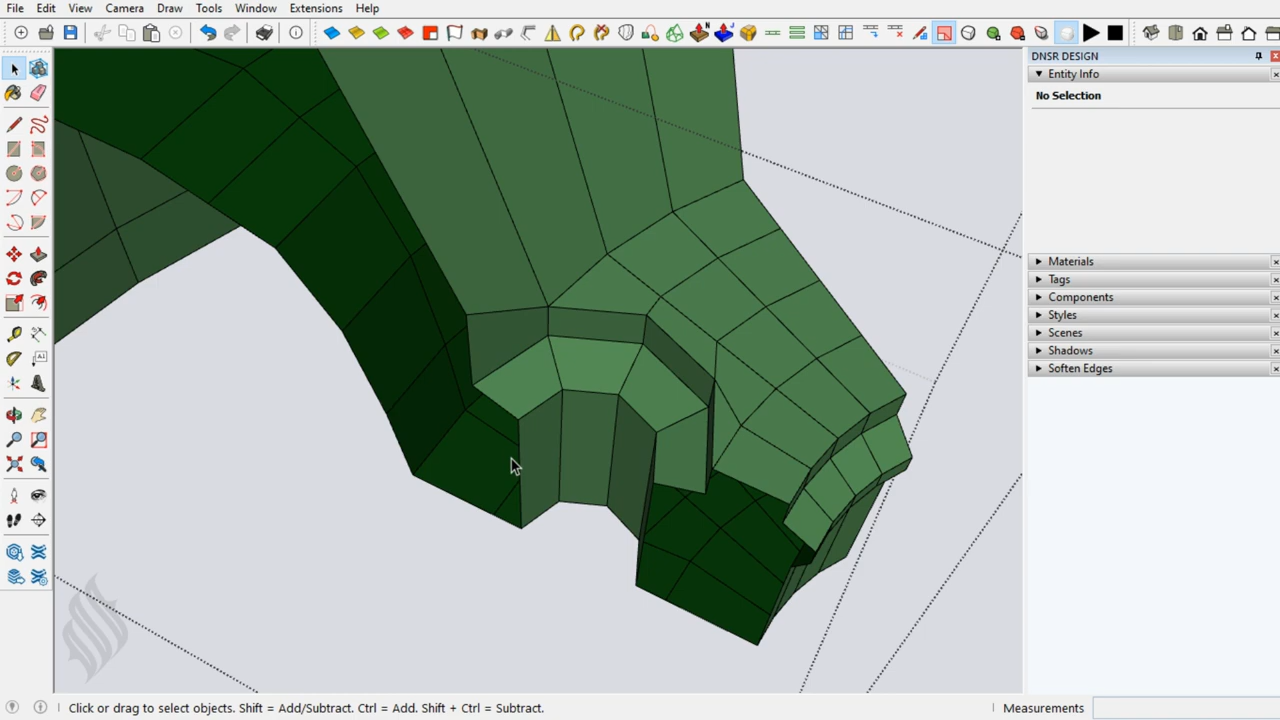 File Edit View Camera Draw Tools Window Extensions Help
DNSR DESIGN
Entity Info
No Selection
Materials
Tags
Components
Styles
Scenes
Shadows
Soften Edges
Click or drag to select objects. Shift = Add/Subtract. Ctrl = Add. Shift + Ctrl = Subtract.
Measurements